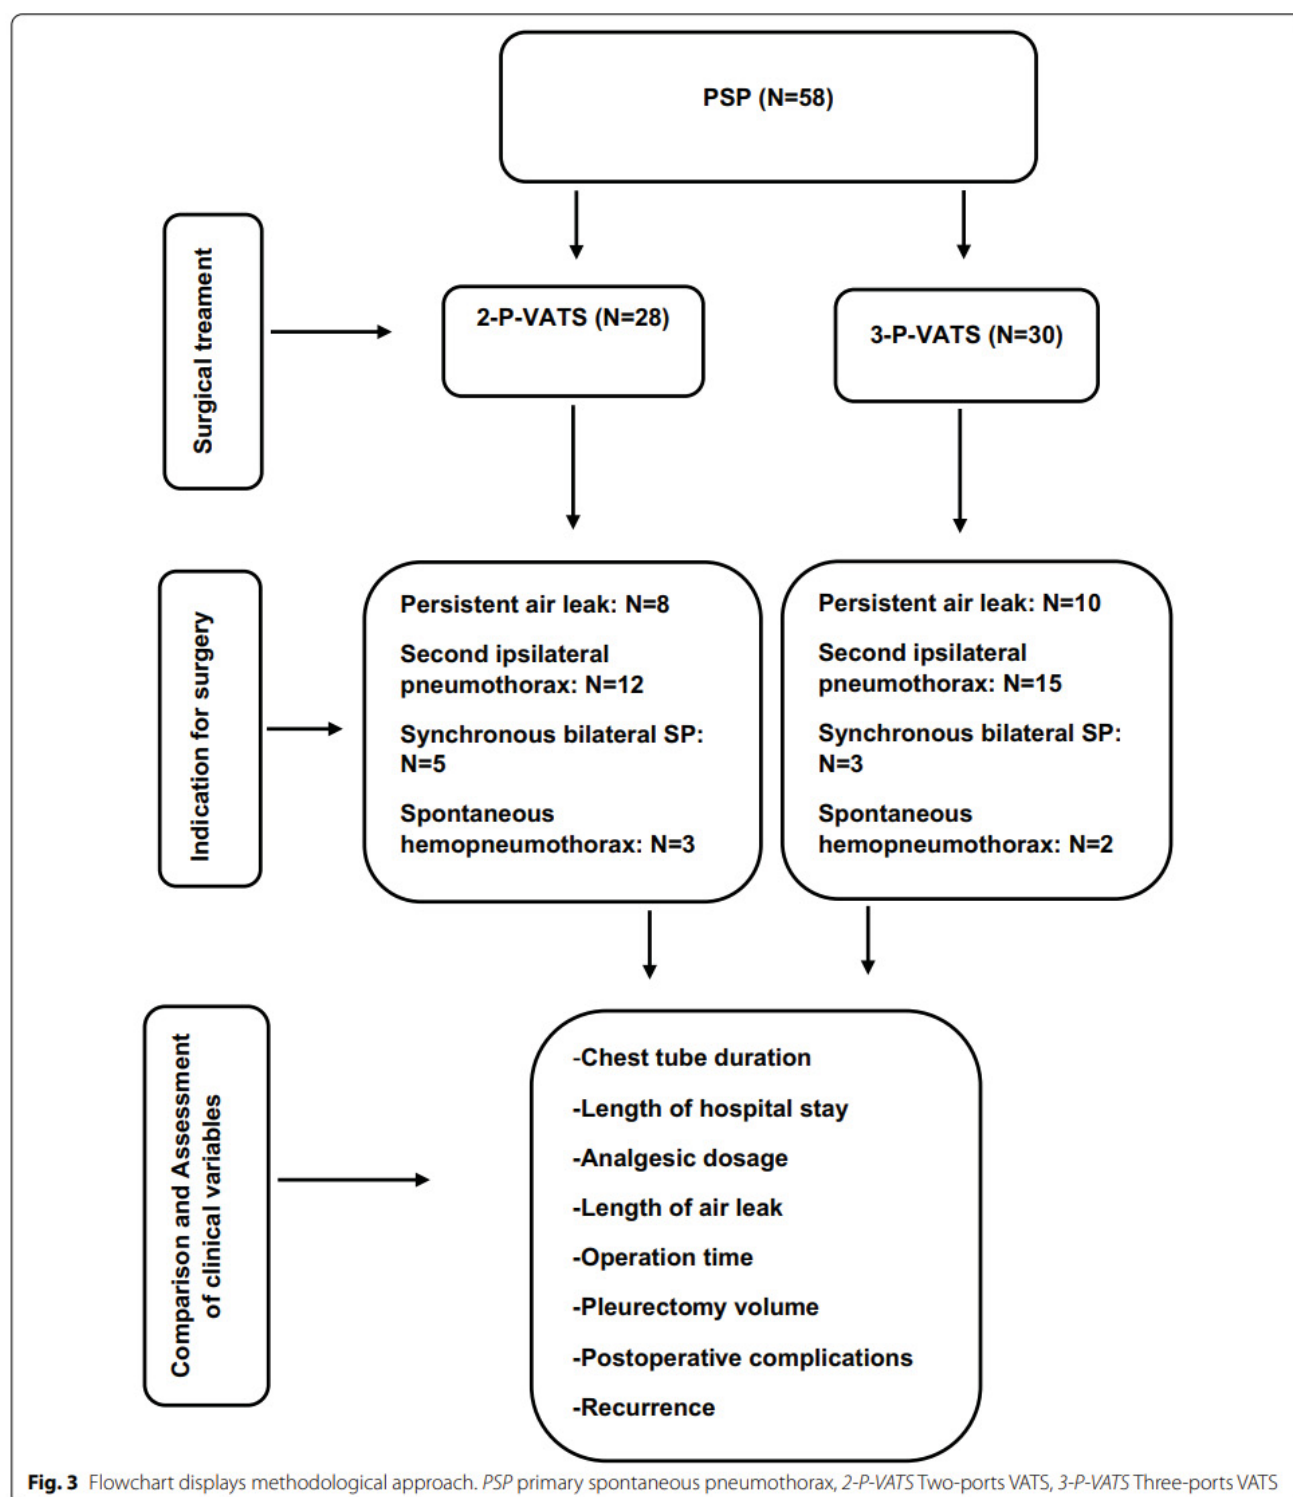 PSP (N=58)
Surgical treament
2-P-VATS (N=28)
3-P-VATS (N=30)
Indication for surgery
Persistent air leak: N=8
Second ipsilateral
pneumothorax: N=12
Synchronous bilateral SP:
N=5
Spontaneous
hemopneumothorax: N=3
Persistent air leak: N=10
Second ipsilateral
pneumothorax: N=15
Synchronous bilateral SP:
N=3
Spontaneous
hemopneumothorax: N=2
Comparison and Assessment
of clinical variables
-Chest tube duration
-Length of hospital stay
-Analgesic dosage
-Length of air leak
-Operation time
-Pleurectomy volume
-Postoperative complications
-Recurrence
Fig. 3 Flowchart displays methodological approach. PSP primary spontaneous pneumothorax, 2-P-VATS Two-ports VATS, 3-P-VATS Three-ports VATS